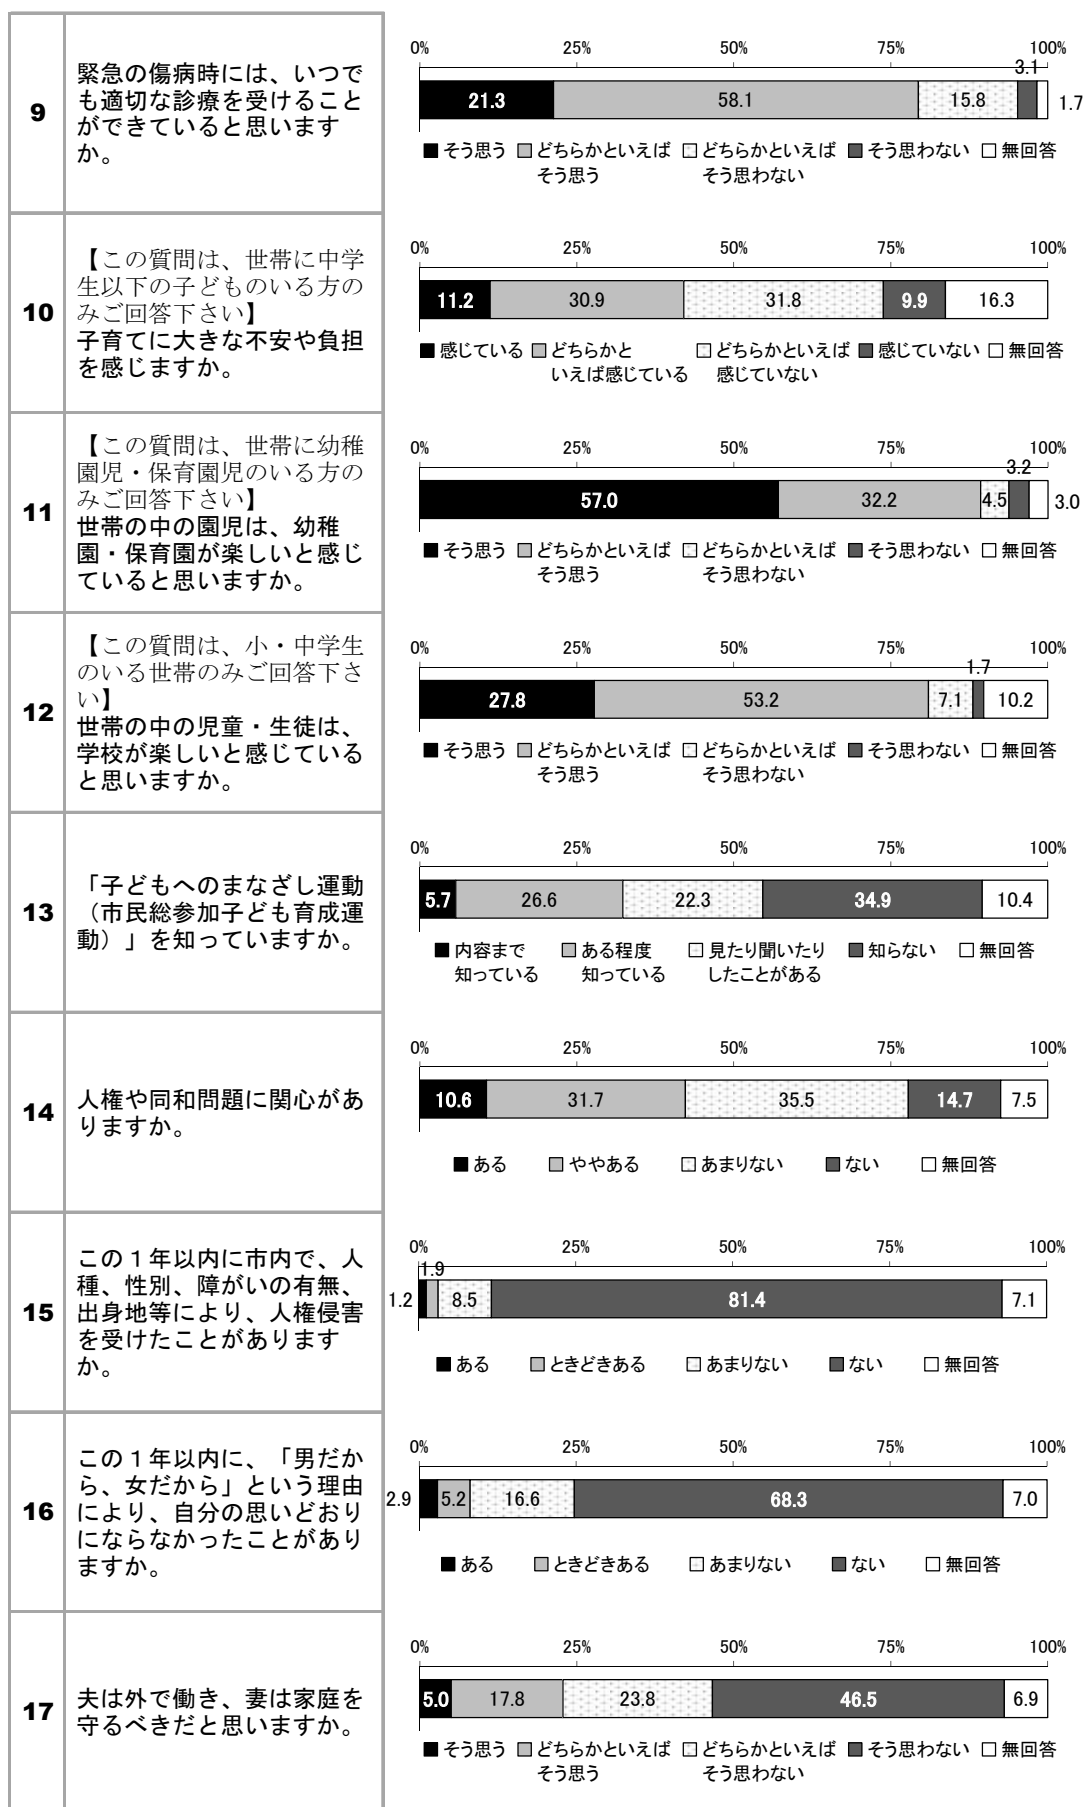 9
緊急の傷病時には、いつで
も適切な診療を受けること
ができていると思います
か。
0% 25% 50% 75% 100%
3.1
21.3 58.1 15.8 1.7
そう思う どちらかといえば どちらかといえば そう思わない 無回答
そう思う そう思わない
10
【この質問は、世帯に中学
生以下の子どものいる方の
みご回答下さい】
子育てに大きな不安や負担
を感じますか。
0% 25% 50% 75% 100%
11.2 30.9 31.8 9.9 16.3
感じている どちらかと どちらかといえば 感じていない 無回答
いえば感じている 感じていない
11
【この質問は、世帯に幼稚
園児・保育園児のいる方の
みご回答下さい】
世帯の中の園児は、幼稚
園・保育園が楽しいと感じ
ていると思いますか。
0% 25% 50% 75% 100%
3.2
57.0 32.2 4.5 3.0
そう思う どちらかといえば どちらかといえば そう思わない 無回答
そう思う そう思わない
12
【この質問は、小・中学生
のいる世帯のみご回答下さ
い】
世帯の中の児童・生徒は、
学校が楽しいと感じている
と思いますか。
0% 25% 50% 75% 100%
1.7
27.8 53.2 7.1 10.2
そう思う どちらかといえば どちらかといえば そう思わない 無回答
そう思う そう思わない
13
「子どもへのまなざし運動
（市民総参加子ども育成運
動）」を知っていますか。
0% 25% 50% 75% 100%
5.7 26.6 22.3 34.9 10.4
内容まで ある程度 見たり聞いたり 知らない 無回答
知っている 知っている したことがある
14
人権や同和問題に関心があ
りますか。
0% 25% 50% 75% 100%
10.6 31.7 35.5 14.7 7.5
ある ややある あまりない ない 無回答
15
この１年以内に市内で、人
種、性別、障がいの有無、
出身地等により、人権侵害
を受けたことがあります
か。
0% 25% 50% 75% 100%
1.9
1.2 8.5 81.4 7.1
ある ときどきある あまりない ない 無回答
16
この１年以内に、「男だか
ら、女だから」という理由
により、自分の思いどおり
にならなかったことがあり
ますか。
0% 25% 50% 75% 100%
2.9 5.2 16.6 68.3 7.0
ある ときどきある あまりない ない 無回答
17
夫は外で働き、妻は家庭を
守るべきだと思いますか。
0% 25% 50% 75% 100%
5.0 17.8 23.8 46.5 6.9
そう思う どちらかといえば どちらかといえば そう思わない 無回答
そう思う そう思わない